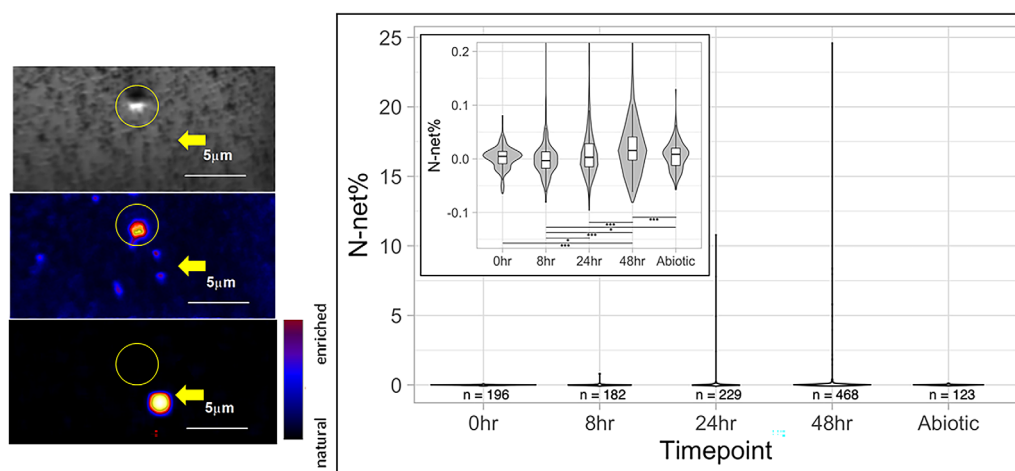 5μm
5μm
5μm
enriched
natural
N-net%
25
20
15
10
5
0
N-net%
0.2
0.1
0.0
-0.1
***
*
***
*
***
***
0hr 8hr 24hr 48hr Abiotic
n = 196 n = 182 n = 229 n = 468 n = 123
0hr 8hr 24hr 48hr Abiotic
Timepoint